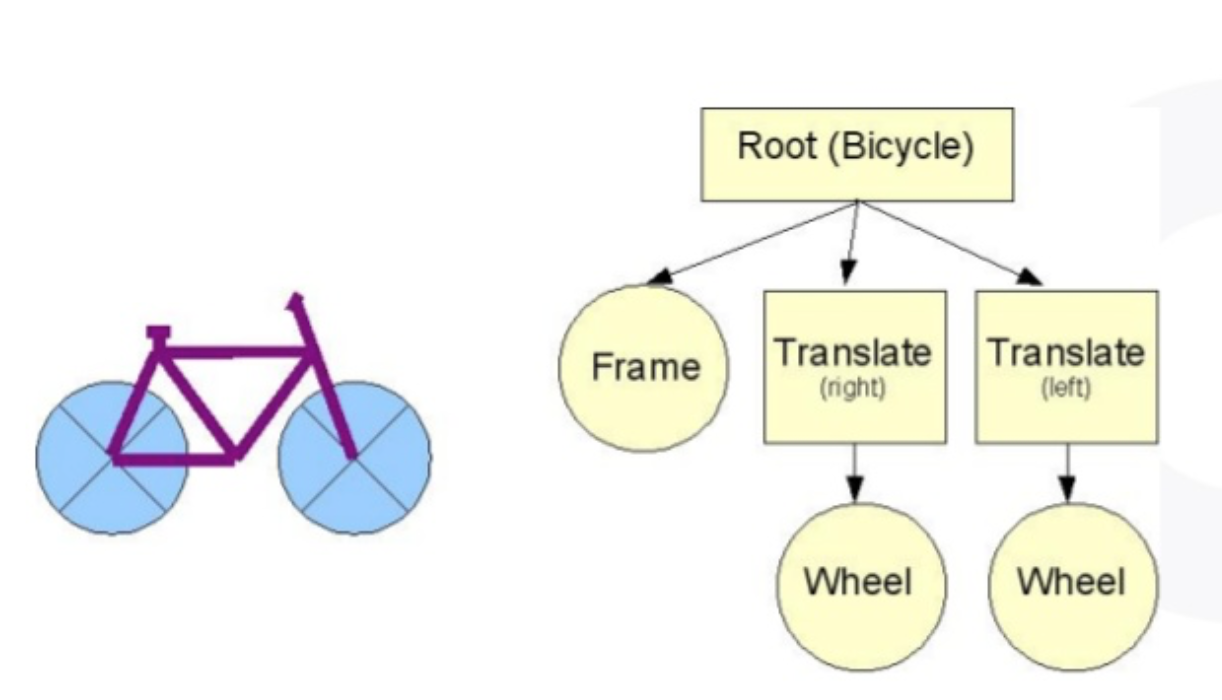 Root (Bicycle)
Frame
Translate
(right)
Translate
(left)
Wheel
Wheel